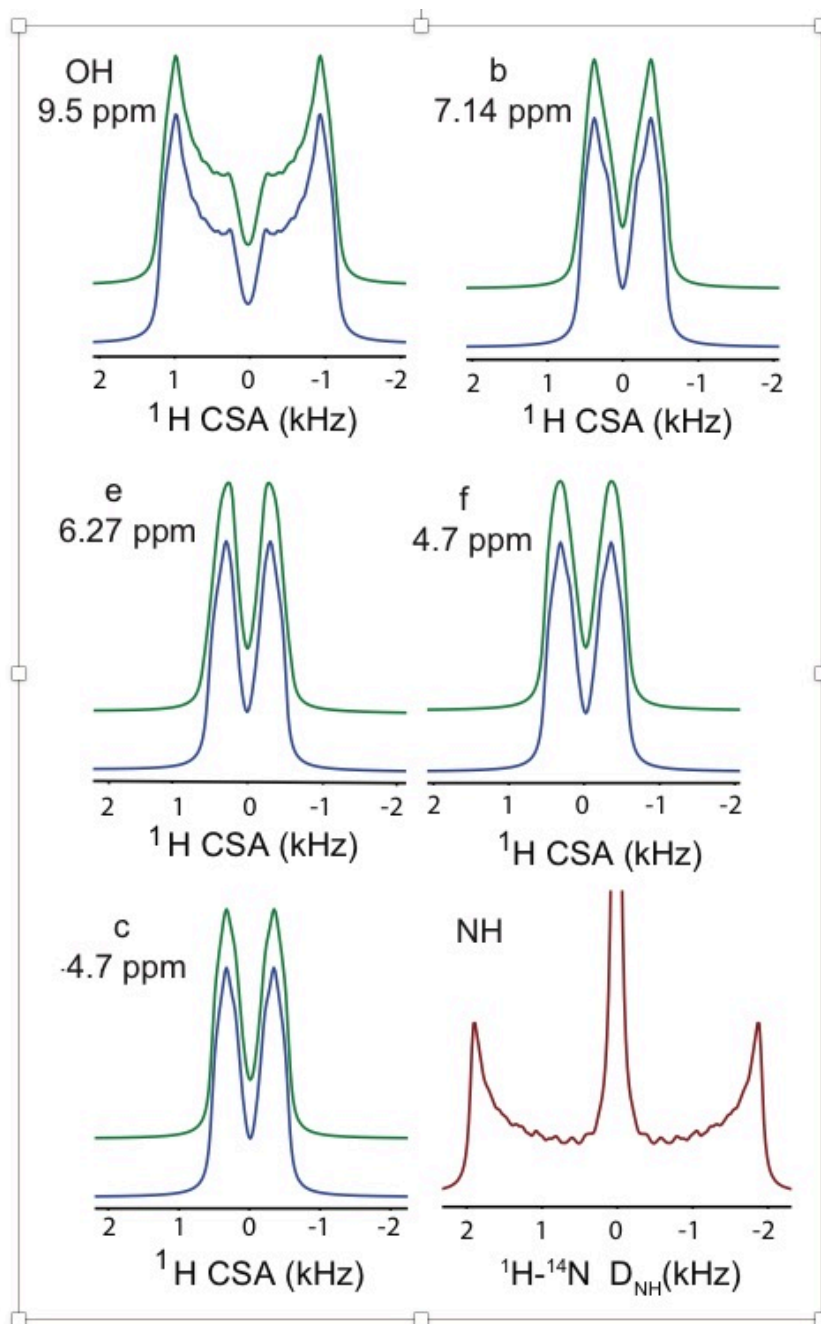 OH
9.5 ppm
b
7.14 ppm
2 1 0 -1 -2
¹H CSA (kHz)
2 1 0 -1 -2
¹H CSA (kHz)
e
6.27 ppm
f
4.7 ppm
2 1 0 -1 -2
¹H CSA (kHz)
2 1 0 -1 -2
¹H CSA (kHz)
c
-4.7 ppm
NH
2 1 0 -1 -2
¹H CSA (kHz)
2 1 0 -1 -2
¹H-¹⁴N D_NH(kHz)